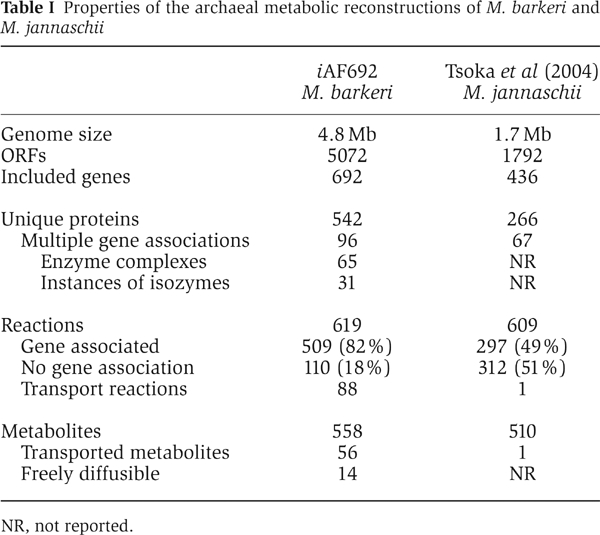 Table I Properties of the archaeal metabolic reconstructions of M. barkeri and
M. jannaschii
iAF692 Tsoka et al (2004)
M. barkeri M. jannaschii
Genome size 4.8 Mb 1.7 Mb
ORFs 5072 1792
Included genes 692 436
Unique proteins 542 266
Multiple gene associations 96 67
Enzyme complexes 65 NR
Instances of isozymes 31 NR
Reactions 619 609
Gene associated 509 (82%) 297 (49%)
No gene association 110 (18%) 312 (51%)
Transport reactions 88 1
Metabolites 558 510
Transported metabolites 56 1
Freely diffusible 14 NR
NR, not reported.